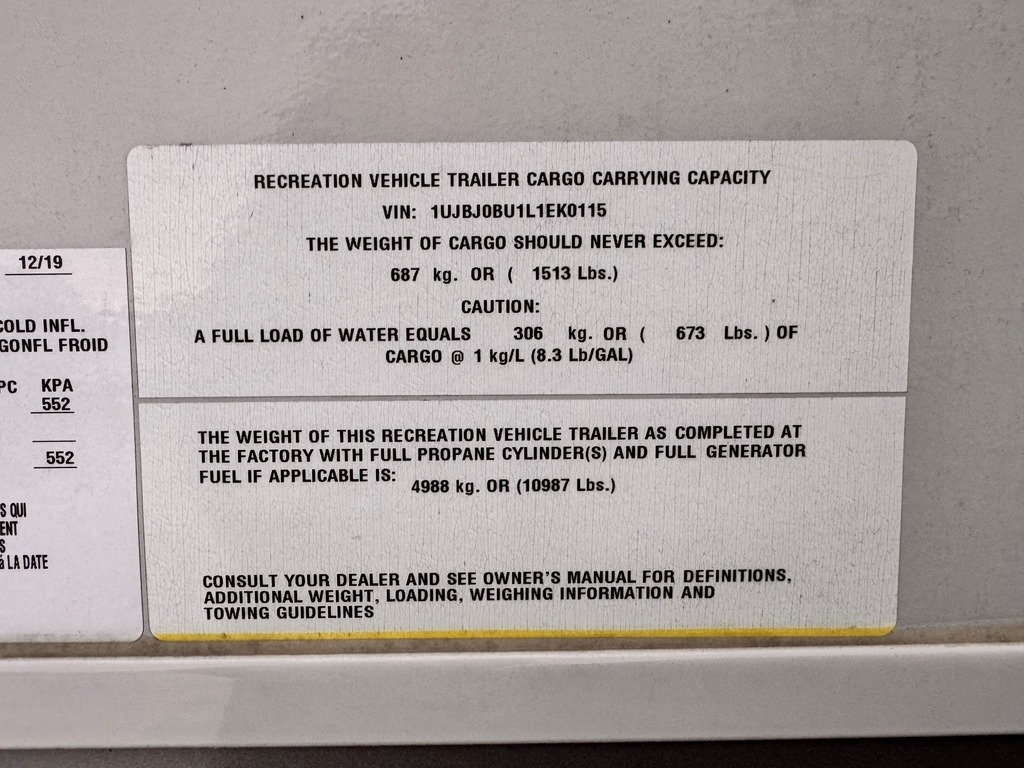 12/19
COLD INFL.
GONFL FROID
PC KPA
552
552
S QUI
ENT
S
à LA DATE
RECREATION VEHICLE TRAILER CARGO CARRYING CAPACITY
VIN: 1UJBJ0BU1L1EK0115
THE WEIGHT OF CARGO SHOULD NEVER EXCEED:
687 kg. OR ( 1513 Lbs.)
CAUTION:
A FULL LOAD OF WATER EQUALS 306 kg. OR ( 673 Lbs. ) OF
CARGO @ 1 kg/L (8.3 Lb/GAL)
THE WEIGHT OF THIS RECREATION VEHICLE TRAILER AS COMPLETED AT
THE FACTORY WITH FULL PROPANE CYLINDER(S) AND FULL GENERATOR
FUEL IF APPLICABLE IS: 4988 kg. OR (10987 Lbs.)
CONSULT YOUR DEALER AND SEE OWNER'S MANUAL FOR DEFINITIONS,
ADDITIONAL WEIGHT, LOADING, WEIGHING INFORMATION AND
TOWING GUIDELINES